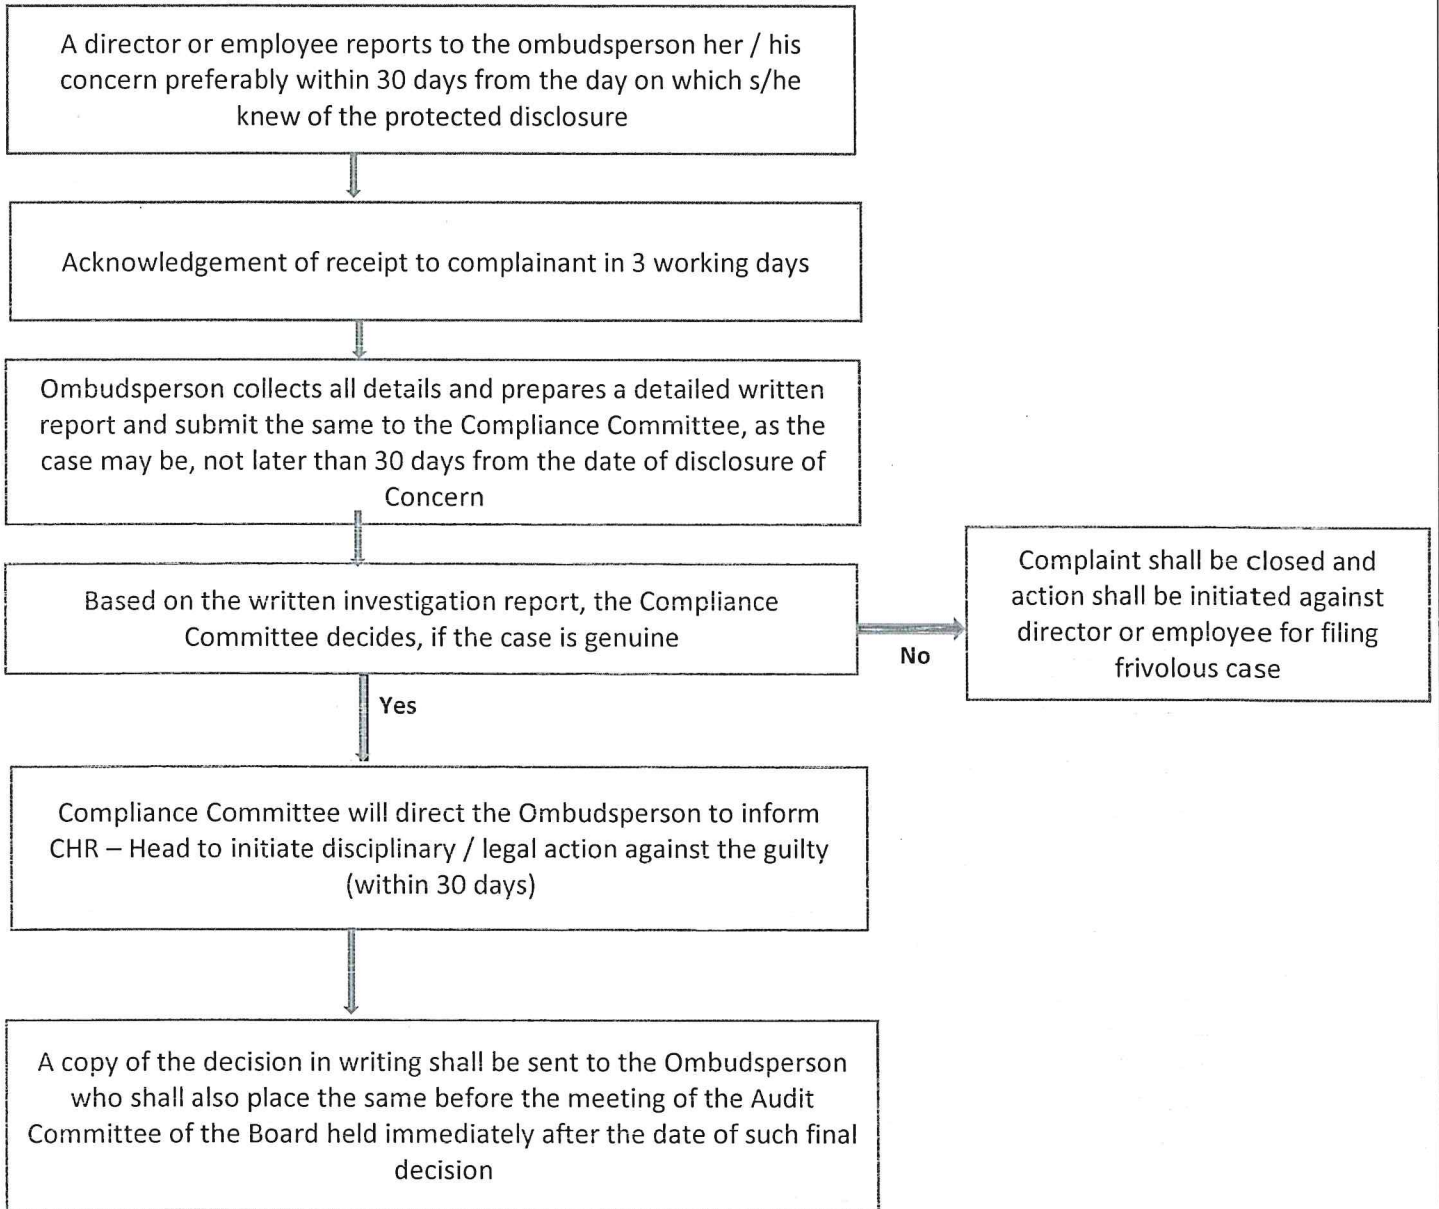 A director or employee reports to the ombudsperson her / his
concern preferably within 30 days from the day on which s/he
knew of the protected disclosure
Acknowledgement of receipt to complainant in 3 working days
Ombudsperson collects all details and prepares a detailed written
report and submit the same to the Compliance Committee, as the
case may be, not later than 30 days from the date of disclosure of
Concern
Based on the written investigation report, the Compliance
Committee decides, if the case is genuine
No
Complaint shall be closed and
action shall be initiated against
director or employee for filing
frivolous case
Yes
Compliance Committee will direct the Ombudsperson to inform
CHR – Head to initiate disciplinary / legal action against the guilty
(within 30 days)
A copy of the decision in writing shall be sent to the Ombudsperson
who shall also place the same before the meeting of the Audit
Committee of the Board held immediately after the date of such final
decision